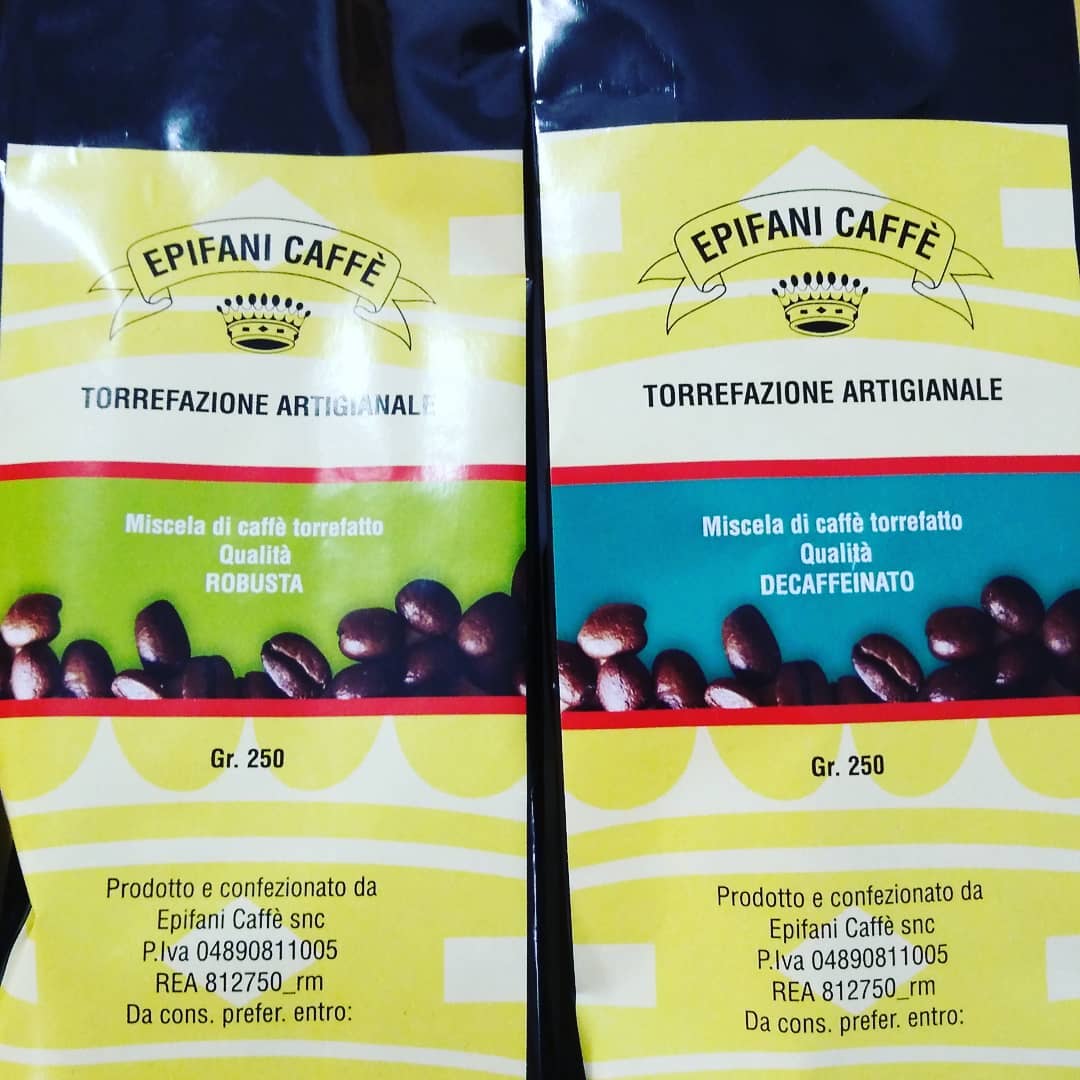 EPIFANI CAFFÈ
TORREFAZIONE ARTIGIANALE
Miscela di caffè torrefatto
Qualità
ROBUSTA
Gr. 250
Prodotto e confezionato da
Epifani Caffè snc
P.Iva 04890811005
REA 812750_rm
Da cons. prefer. entro:
EPIFANI CAFFÈ
TORREFAZIONE ARTIGIANALE
Miscela di caffè torrefatto
Qualità
DECAFFEINATO
Gr. 250
Prodotto e confezionato da
Epifani Caffè snc
P.Iva 04890811005
REA 812750_rm
Da cons. prefer. entro: